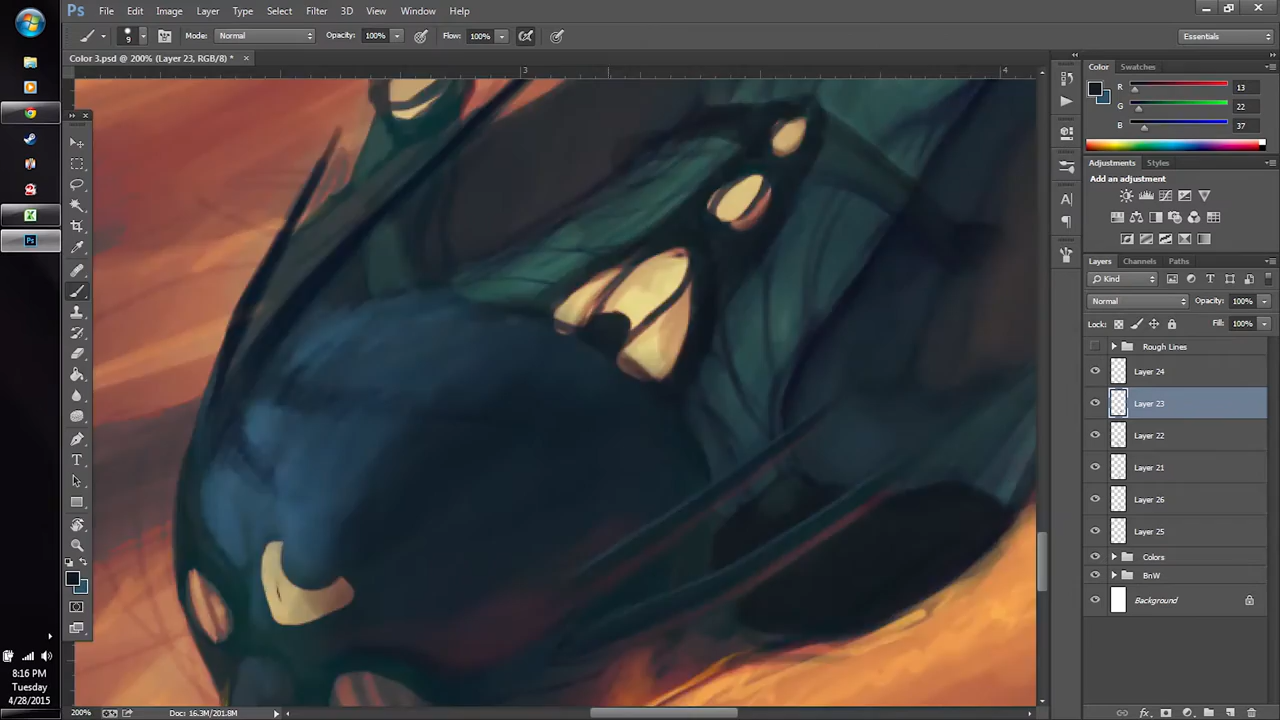 Ps File Edit Image Layer Type Select Filter 3D View Window Help
9 Mode: Normal Opacity: 100% Flow: 100% Essentials
Color 3.psd @ 200% (Layer 23, RGB/8) * ×
3 4
Color Swatches
R 13
G 22
B 37
Adjustments Styles
Add an adjustment
Layers Channels Paths
Kind
Normal Opacity: 100%
Lock: Fill: 100%
Rough Lines
Layer 24
Layer 23
Layer 22
Layer 21
Layer 26
Layer 25
Colors
BnW
Background
8:16 PM
Tuesday
4/28/2015
200% Doc: 16.3M/201.8M